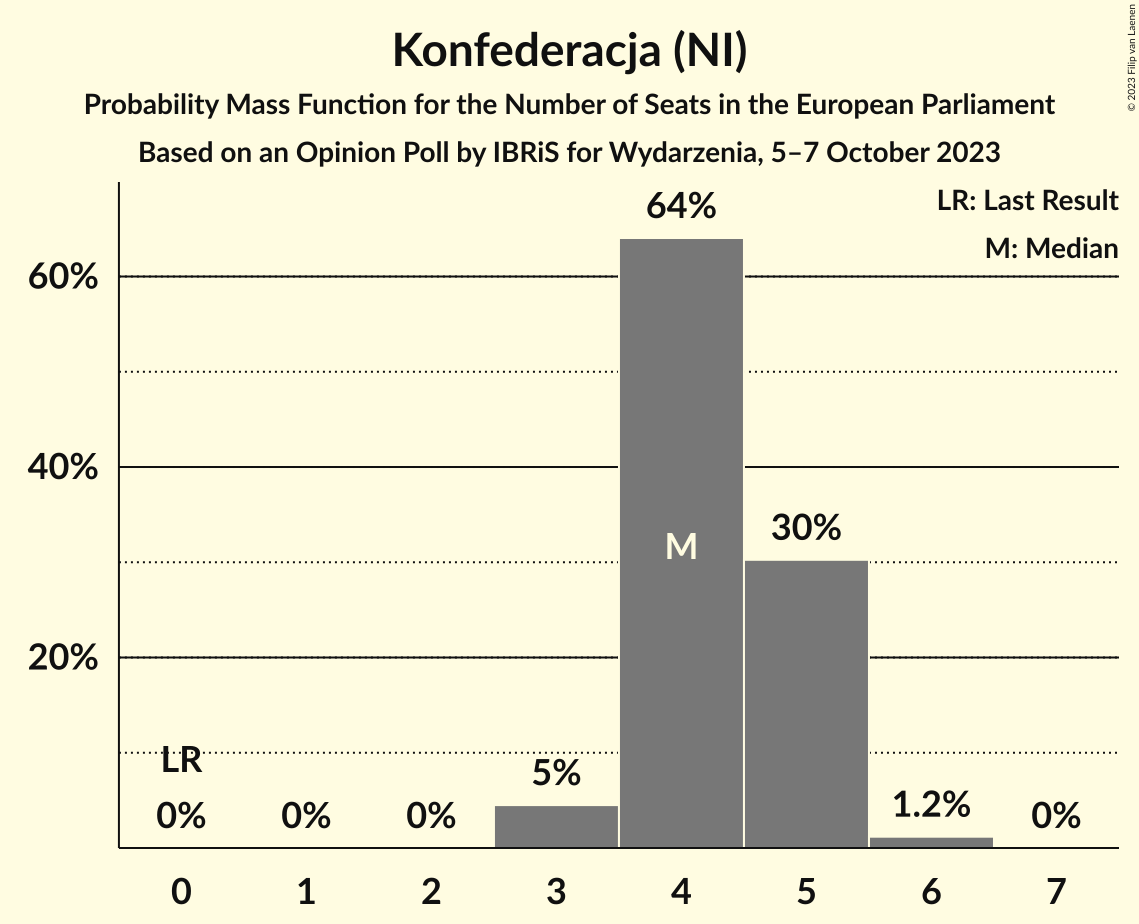 Konfederacja (NI)
Probability Mass Function for the Number of Seats in the European Parliament
Based on an Opinion Poll by IBRiS for Wydarzenia, 5–7 October 2023
© 2023 Filip van Laenen
LR: Last Result
M: Median
64%
60%
40%
30%
M
20%
LR
5%
1.2%
0% 0% 0% 0%
0 1 2 3 4 5 6 7